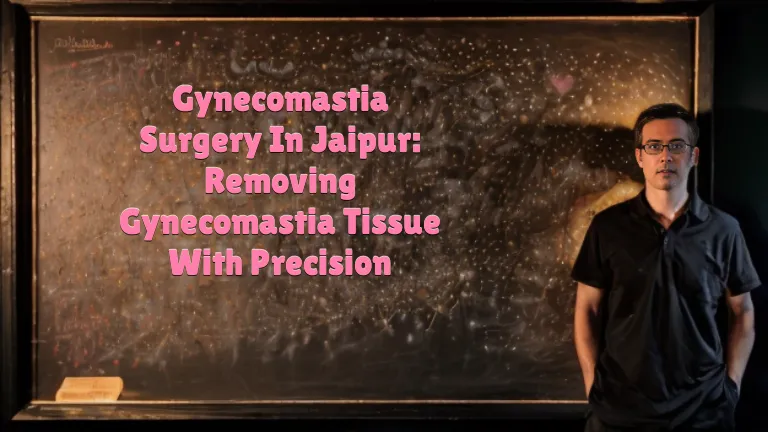 Gynecomastia
Surgery In Jaipur:
Removing
Gynecomastia Tissue
With Precision